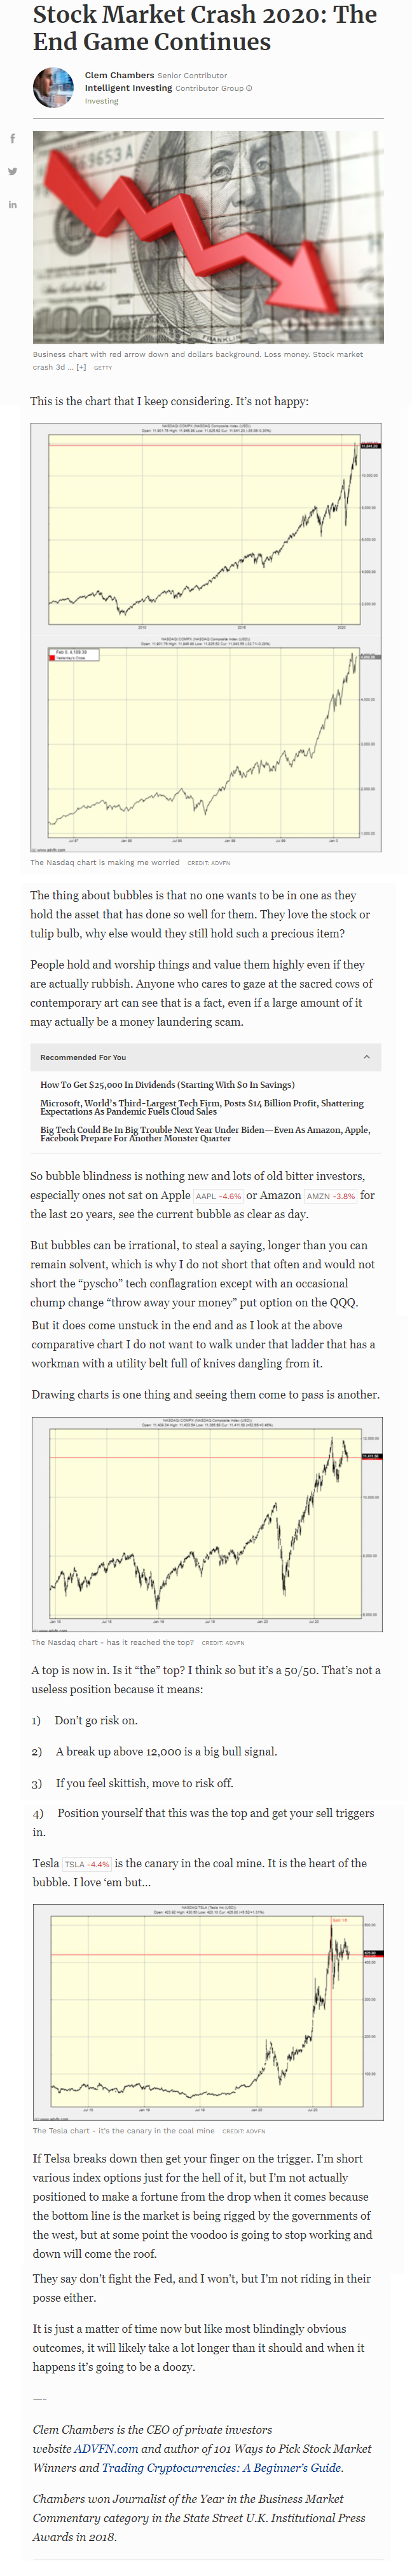 Stock Market Crash 2020: The
End Game Continues
Clem Chambers Senior Contributor
Intelligent Investing Contributor Group
Investing
FRANKLIN
Business chart with red arrow down and dollars background. Loss money. Stock market
crash 3d ... [+] GETTY
This is the chart that I keep considering. It’s not happy:
The Nasdaq chart is making me worried CREDIT: ADVFN
The thing about bubbles is that no one wants to be in one as they
hold the asset that has done so well for them. They love the stock or
tulip bulb, why else would they still hold such a precious item?
People hold and worship things and value them highly even if they
are actually rubbish. Anyone who cares to gaze at the sacred cows of
contemporary art can see that is a fact, even if a large amount of it
may actually be a money laundering scam.
Recommended For You
How To Get $25,000 In Dividends (Starting With $0 In Savings)
Microsoft, World's Third-Largest Tech Firm, Posts $14 Billion Profit, Shattering
Expectations As Pandemic Fuels Cloud Sales
Big Tech Could Be In Big Trouble Next Year Under Biden—Even As Amazon, Apple,
Facebook Prepare For Another Monster Quarter
So bubble blindness is nothing new and lots of old bitter investors,
especially ones not sat on Apple AAPL -4.6% or Amazon AMZN -3.8% for
the last 20 years, see the current bubble as clear as day.
But bubbles can be irrational, to steal a saying, longer than you can
remain solvent, which is why I do not short that often and would not
short the “pyscho” tech conflagration except with an occasional
chump change “throw away your money” put option on the QQQ.
But it does come unstuck in the end and as I look at the above
comparative chart I do not want to walk under that ladder that has a
workman with a utility belt full of knives dangling from it.
Drawing charts is one thing and seeing them come to pass is another.
The Nasdaq chart - has it reached the top? CREDIT: ADVFN
A top is now in. Is it “the” top? I think so but it’s a 50/50. That’s not a
useless position because it means:
1) Don’t go risk on.
2) A break up above 12,000 is a big bull signal.
3) If you feel skittish, move to risk off.
4) Position yourself that this was the top and get your sell triggers
in.
Tesla TSLA -4.4% is the canary in the coal mine. It is the heart of the
bubble. I love ‘em but...
The Tesla chart - it's the canary in the coal mine CREDIT: ADVFN
If Telsa breaks down then get your finger on the trigger. I’m short
various index options just for the hell of it, but I’m not actually
positioned to make a fortune from the drop when it comes because
the bottom line is the market is being rigged by the governments of
the west, but at some point the voodoo is going to stop working and
down will come the roof.
They say don’t fight the Fed, and I won’t, but I’m not riding in their
posse either.
It is just a matter of time now but like most blindingly obvious
outcomes, it will likely take a lot longer than it should and when it
happens it’s going to be a doozy.
—-
Clem Chambers is the CEO of private investors
website ADVFN.com and author of 101 Ways to Pick Stock Market
Winners and Trading Cryptocurrencies: A Beginner’s Guide.
Chambers won Journalist of the Year in the Business Market
Commentary category in the State Street U.K. Institutional Press
Awards in 2018.